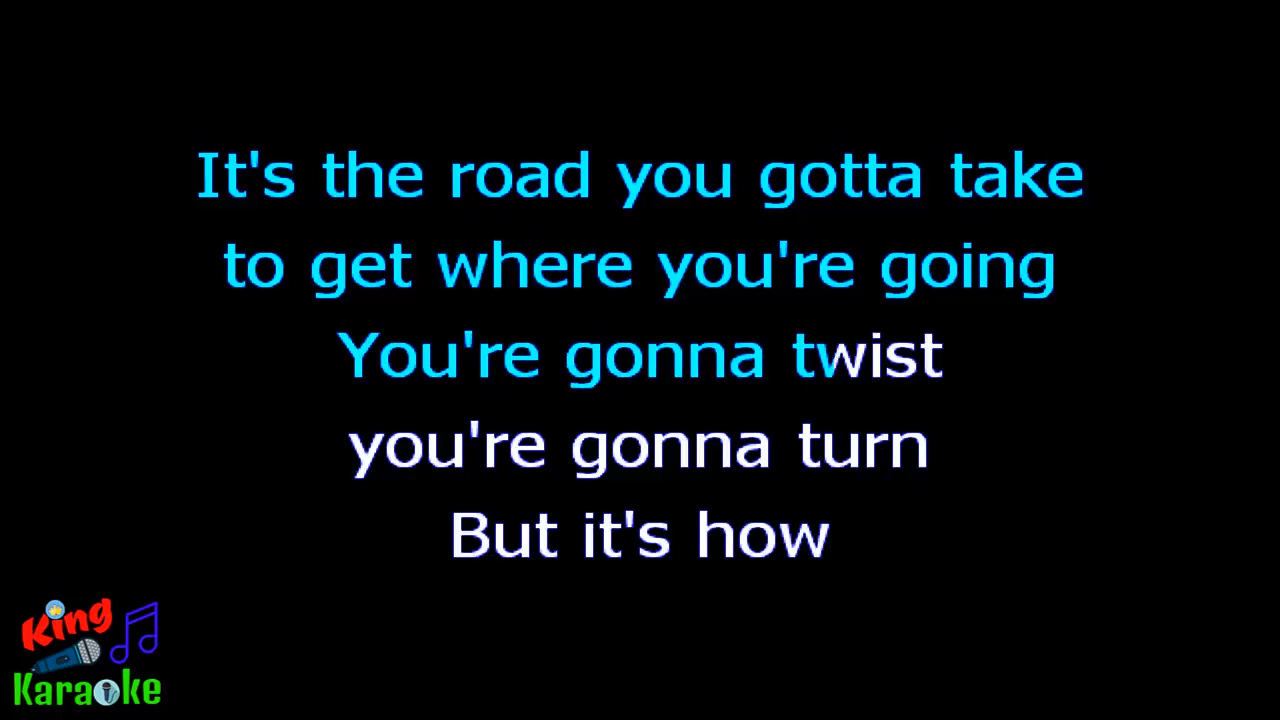 It's the road you gotta take
to get where you're going
You're gonna twist
you're gonna turn
But it's how
King
Karaoke